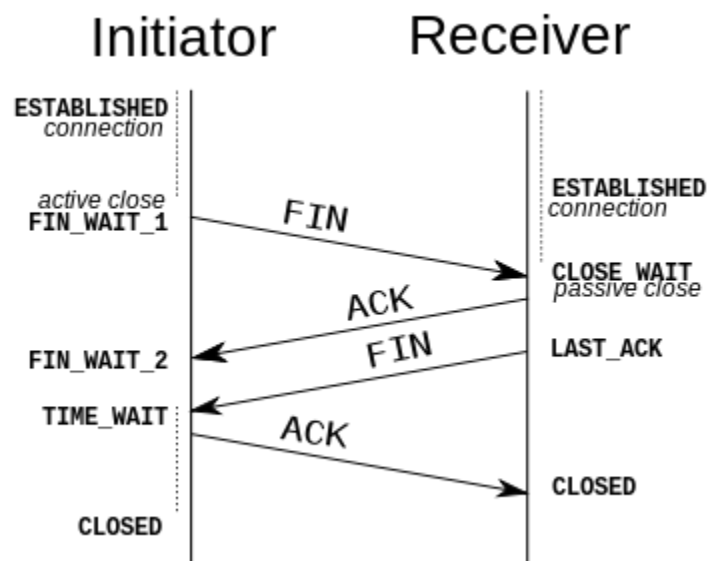 Initiator
Receiver
ESTABLISHED
connection
ESTABLISHED
connection
active close
FIN_WAIT_1
FIN
CLOSE_WAIT
passive close
ACK
FIN_WAIT_2
FIN
LAST_ACK
TIME_WAIT
ACK
CLOSED
CLOSED